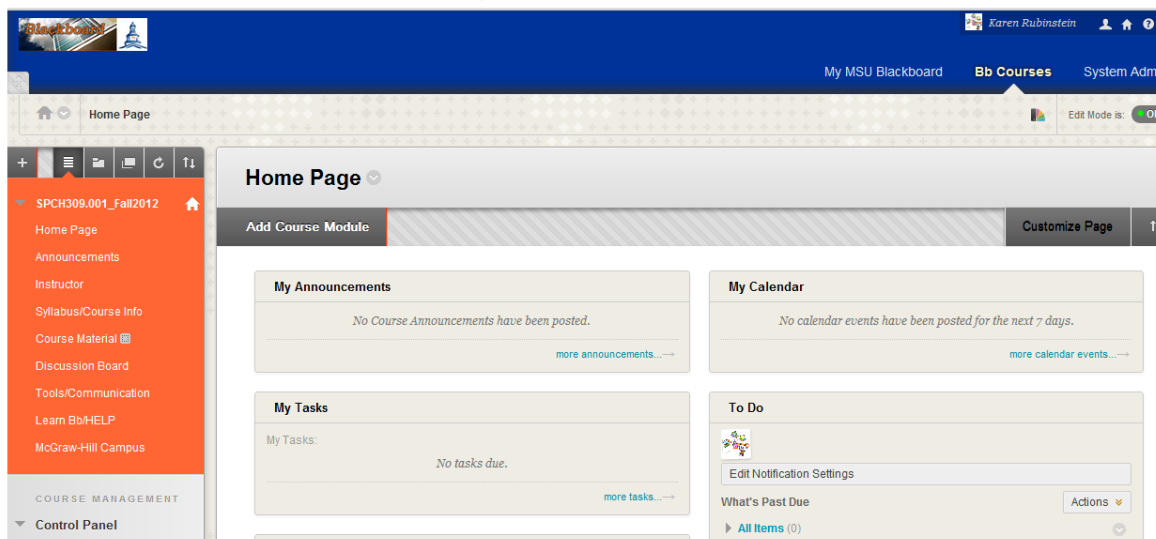 Blackboard
Karen Rubinstein
My MSU Blackboard Bb Courses System Adm
Home Page
Edit Mode is:
Home Page
Add Course Module
Customize Page
SPCH309.001_Fall2012
Home Page
Announcements
Instructor
Syllabus/Course Info
Course Material
Discussion Board
Tools/Communication
Learn Bb/HELP
McGraw-Hill Campus
COURSE MANAGEMENT
Control Panel
My Announcements
No Course Announcements have been posted.
more announcements...→
My Calendar
No calendar events have been posted for the next 7 days.
more calendar events...→
My Tasks
My Tasks:
No tasks due.
more tasks...→
To Do
Edit Notification Settings
What's Past Due
Actions
All Items (0)